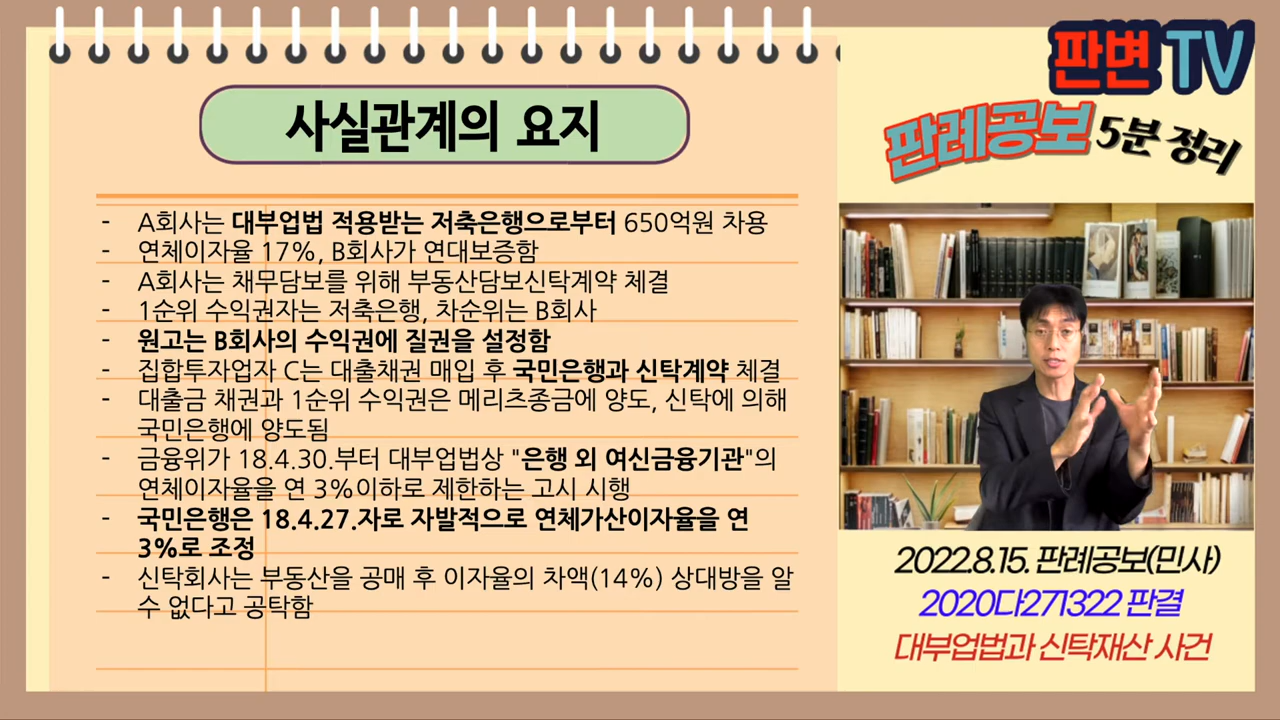 판변 TV
판례공보 5분 정리
사실관계의 요지
- A회사는 대부업법 적용받는 저축은행으로부터 650억원 차용
- 연체이자율 17%, B회사가 연대보증함
- A회사는 채무담보를 위해 부동산담보신탁계약 체결
- 1순위 수익권자는 저축은행, 차순위는 B회사
- 원고는 B회사의 수익권에 질권을 설정함
- 집합투자업자 C는 대출채권 매입 후 국민은행과 신탁계약 체결
- 대출금 채권과 1순위 수익권은 메리츠종금에 양도, 신탁에 의해
국민은행에 양도됨
- 금융위가 18.4.30.부터 대부업법상 "은행 외 여신금융기관"의
연체이자율을 연 3%이하로 제한하는 고시 시행
- 국민은행은 18.4.27.자로 자발적으로 연체가산이자율을 연
3%로 조정
- 신탁회사는 부동산을 공매 후 이자율의 차액(14%) 상대방을 알
수 없다고 공탁함
2022.8.15. 판례공보(민사)
2020다271322 판결
대부업법과 신탁재산 사건